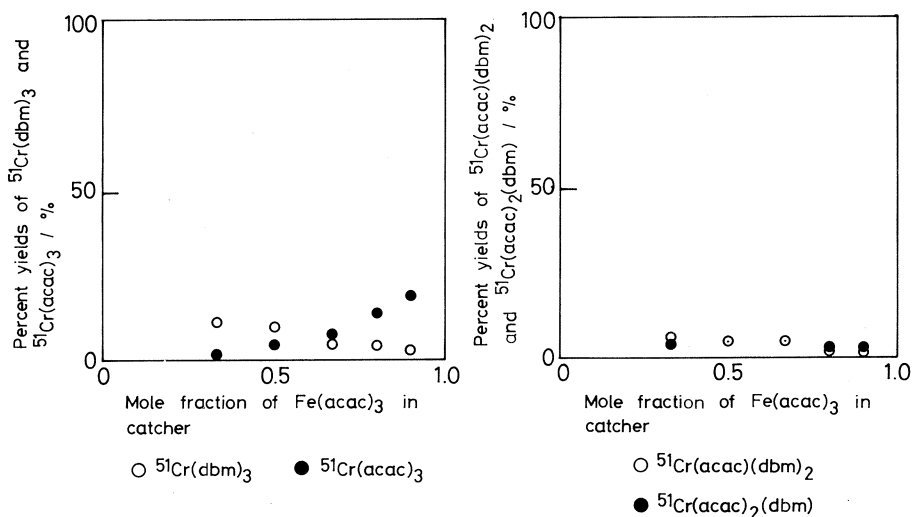 Percent yields of ⁵¹Cr(dbm)₃ and
⁵¹Cr(acac)₃ / %
100
50
0
0
0.5
1.0
Mole fraction of Fe(acac)₃ in
catcher
○ ⁵¹Cr(dbm)₃ ● ⁵¹Cr(acac)₃
Percent yields of ⁵¹Cr(acac)(dbm)₂
and ⁵¹Cr(acac)₂(dbm) / %
100
50
0
0
0.5
1.0
Mole fraction of Fe(acac)₃ in
catcher
○ ⁵¹Cr(acac)(dbm)₂
● ⁵¹Cr(acac)₂(dbm)